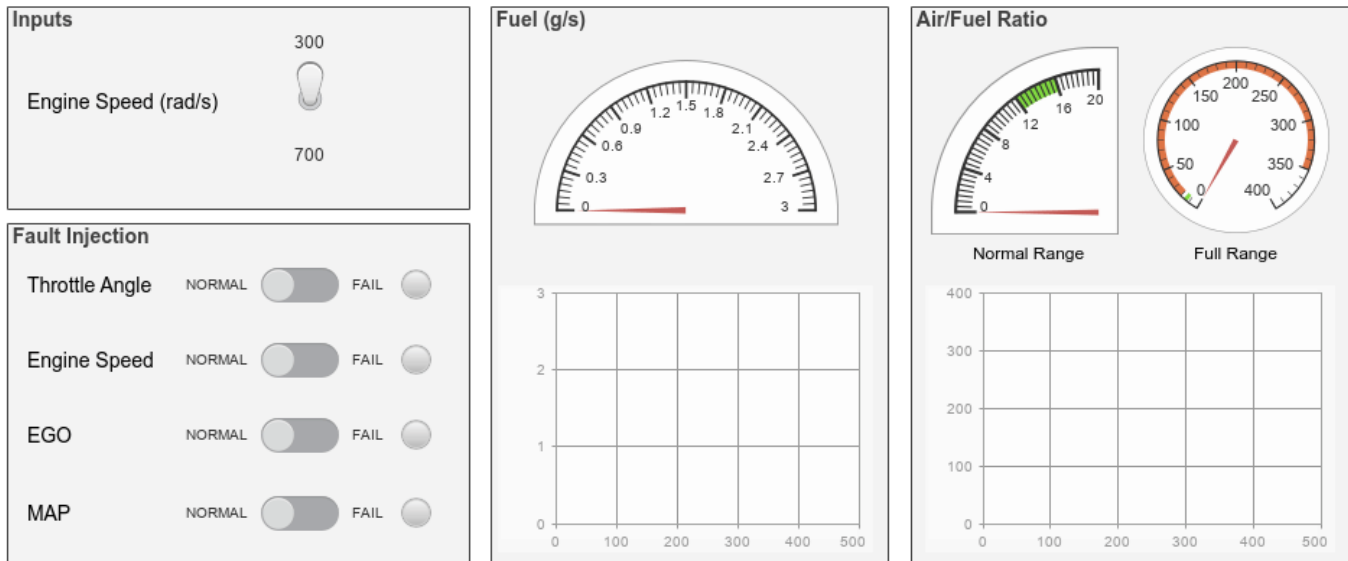 Inputs
300
Engine Speed (rad/s)
700
Fault Injection
Throttle Angle NORMAL FAIL
Engine Speed NORMAL FAIL
EGO NORMAL FAIL
MAP NORMAL FAIL
Fuel (g/s)
0 0.3 0.6 0.9 1.2 1.5 1.8 2.1 2.4 2.7 3
3
2
1
0
0 100 200 300 400 500
Air/Fuel Ratio
0 4 8 12 16 20
Normal Range
0 50 100 150 200 250 300 350 400
Full Range
400
300
200
100
0
0 100 200 300 400 500